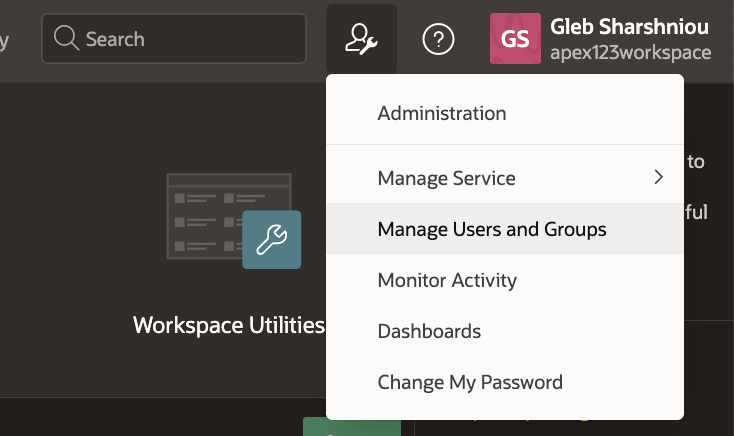 y
Search
?
GS
Gleb Sharshniou
apex123workspace
Administration
Manage Service
to
ful
Manage Users and Groups
Monitor Activity
Workspace Utilities
Dashboards
Change My Password